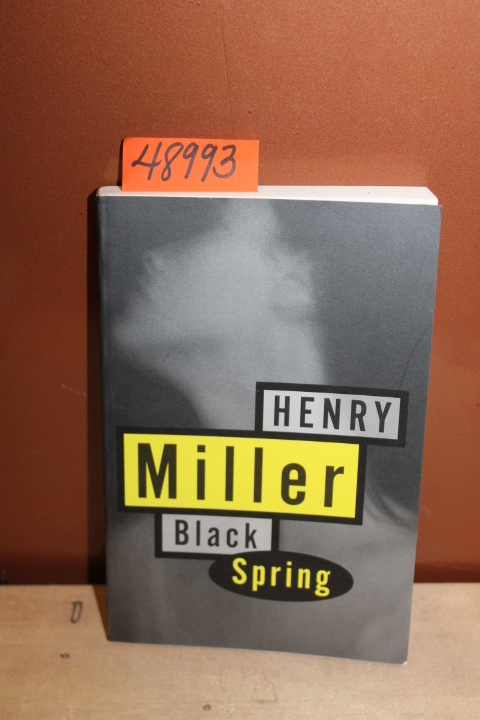 48993
HENRY
Miller
Black
Spring
D